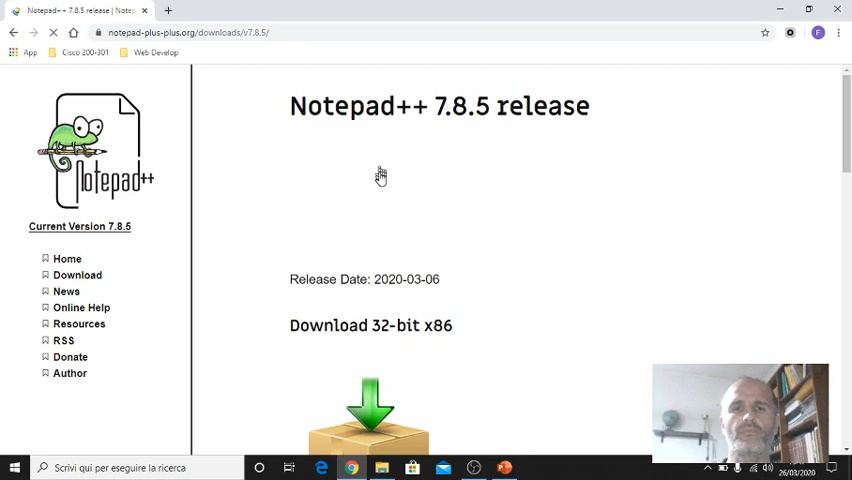 Notepad++ 7.8.5 release | Notep
notepad-plus-plus.org/downloads/v7.8.5/
App
Cisco 200-301
Web Develop
F
Notepad++
Current Version 7.8.5
Home
Download
News
Online Help
Resources
RSS
Donate
Author
Notepad++ 7.8.5 release
Release Date: 2020-03-06
Download 32-bit x86
Scrivi qui per eseguire la ricerca
26/03/2020